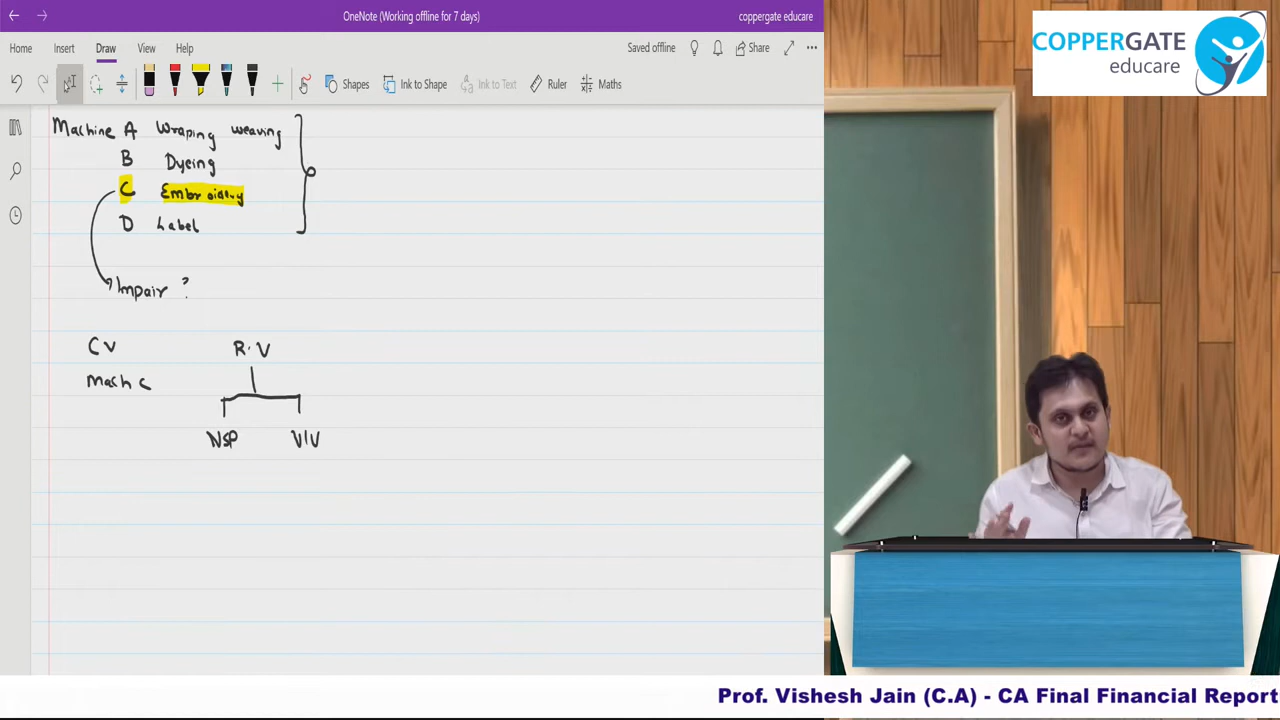 OneNote (Working offline for 7 days)
coppergate educare
Home Insert Draw View Help
Saved offline Share
Shapes Ink to Shape Ink to Text Ruler Maths
COPPERGATE
educare
Machine A Wraping weaving
B Dyeing
C Embroidery
D Label
Impair ?
CV R.V
Mach C
NSP VIV
Prof. Vishesh Jain (C.A) - CA Final Financial Report